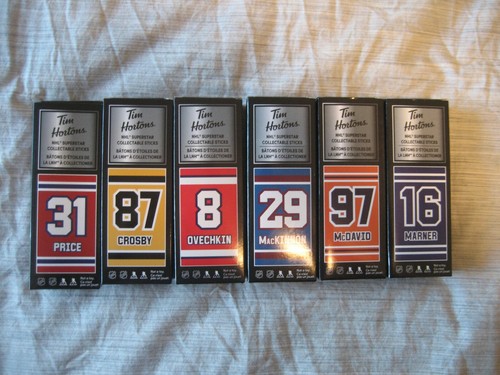 Tim
Hortons
NHL® SUPERSTAR
COLLECTABLE STICKS
BÂTONS D'ÉTOILES DE
LA LNH® À COLLECTIONNER
31
PRICE
Tim
Hortons
NHL® SUPERSTAR
COLLECTABLE STICKS
BÂTONS D'ÉTOILES DE
LA LNH® À COLLECTIONNER
87
CROSBY
Tim
Hortons
NHL® SUPERSTAR
COLLECTABLE STICKS
BÂTONS D'ÉTOILES DE
LA LNH® À COLLECTIONNER
8
OVECHKIN
Tim
Hortons
NHL® SUPERSTAR
COLLECTABLE STICKS
BÂTONS D'ÉTOILES DE
LA LNH® À COLLECTIONNER
29
MacKINNON
Tim
Hortons
NHL® SUPERSTAR
COLLECTABLE STICKS
BÂTONS D'ÉTOILES DE
LA LNH® À COLLECTIONNER
97
McDAVID
Tim
Hortons
NHL® SUPERSTAR
COLLECTABLE STICKS
BÂTONS D'ÉTOILES DE
LA LNH® À COLLECTIONNER
16
MARNER